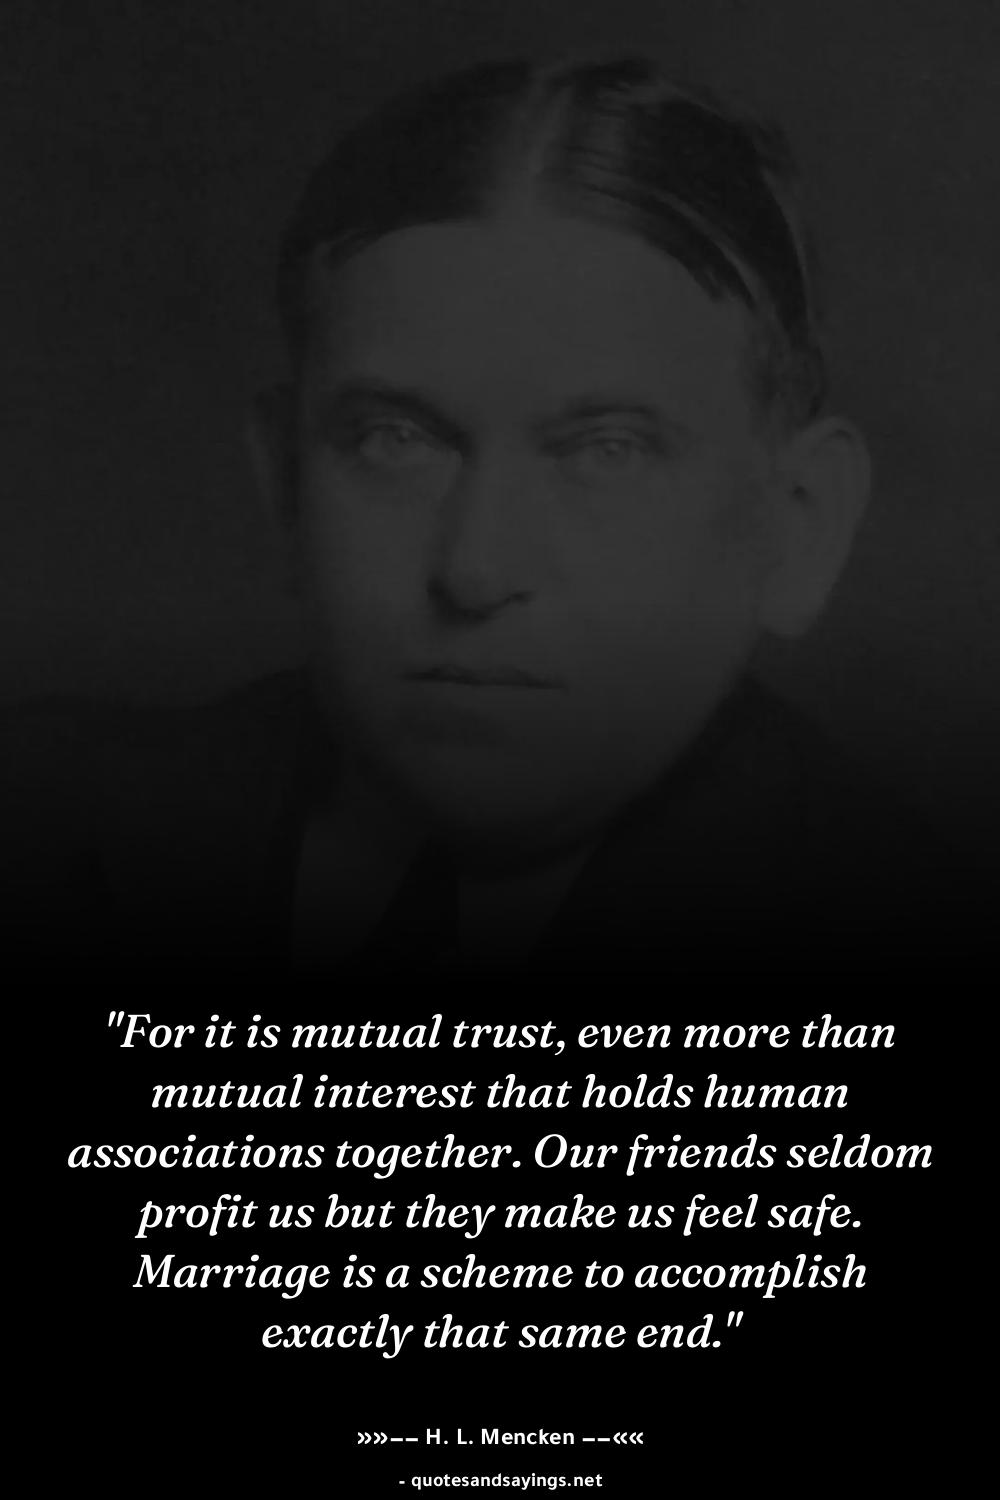 "For it is mutual trust, even more than
mutual interest that holds human
associations together. Our friends seldom
profit us but they make us feel safe.
Marriage is a scheme to accomplish
exactly that same end."
»»–– H. L. Mencken ––««
- quotesandsayings.net